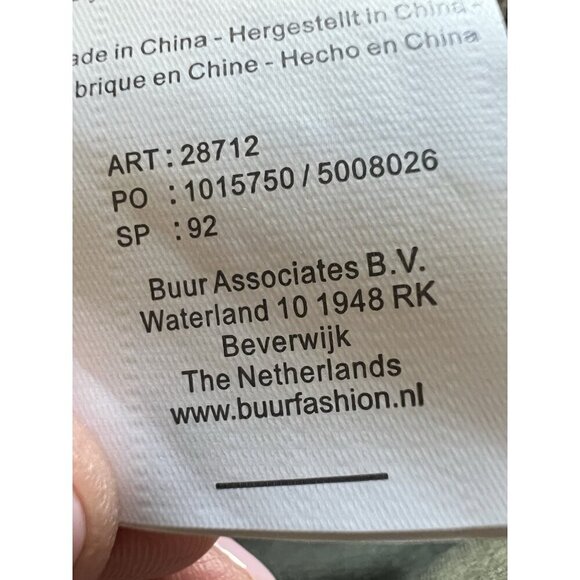 ade in China - Hergestellt in China -
brique en Chine - Hecho en China
ART : 28712
PO : 1015750 / 5008026
SP : 92
Buur Associates B.V.
Waterland 10 1948 RK
Beverwijk
The Netherlands
www.buurfashion.nl